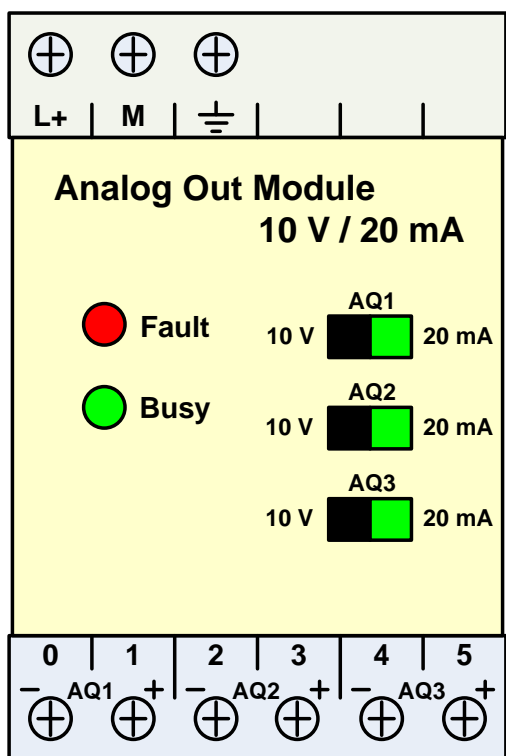 L+ M
Analog Out Module
10 V / 20 mA
AQ1
Fault
10 V 20 mA
AQ2
Busy
10 V 20 mA
AQ3
10 V 20 mA
0 1 2 3 4 5
− AQ1 + − AQ2 + − AQ3 +